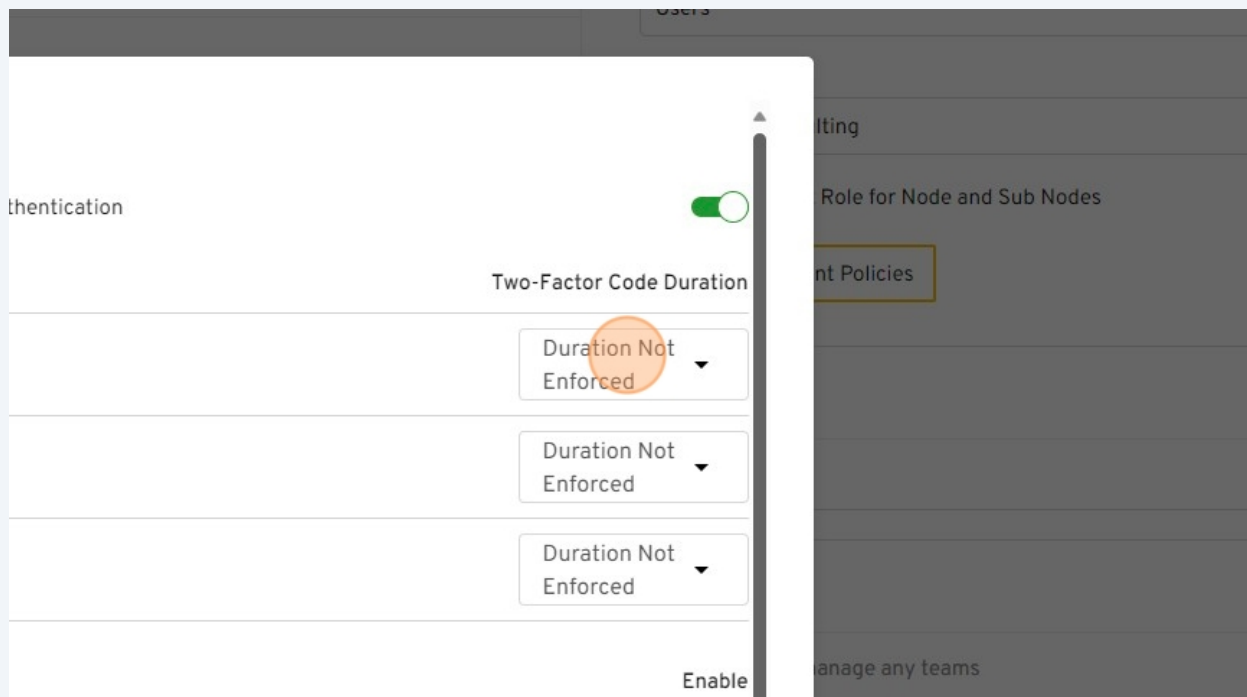 Users
lting
thentication
Role for Node and Sub Nodes
Two-Factor Code Duration
nt Policies
Duration Not
Enforced
Duration Not
Enforced
Duration Not
Enforced
anage any teams
Enable